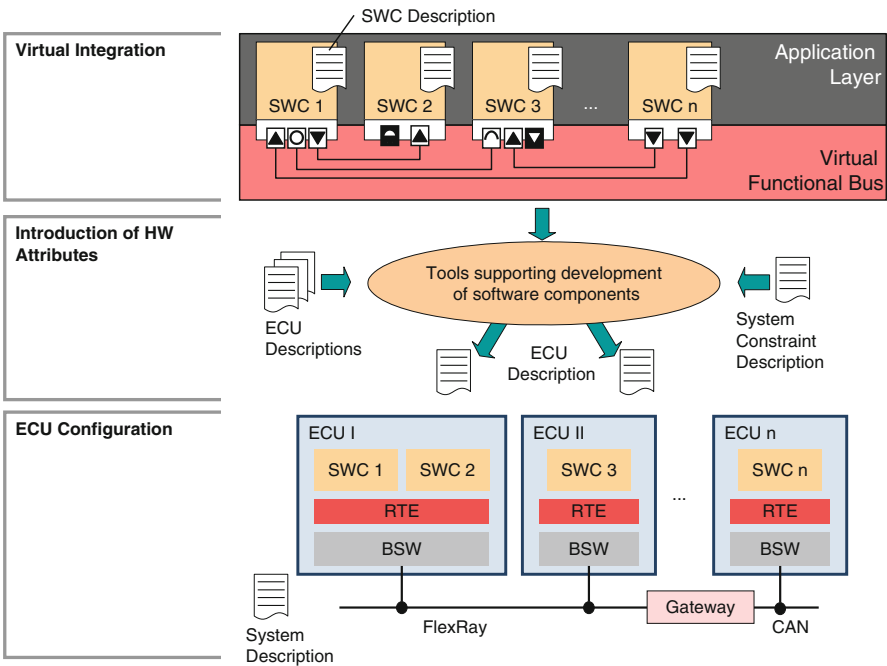 SWC Description
Virtual Integration
Application
Layer
SWC 1
SWC 2
SWC 3
...
SWC n
Virtual
Functional Bus
Introduction of HW
Attributes
Tools supporting development
of software components
ECU
Descriptions
ECU
Description
System
Constraint
Description
ECU Configuration
ECU I
SWC 1
SWC 2
RTE
BSW
ECU II
SWC 3
RTE
BSW
...
ECU n
SWC n
RTE
BSW
System
Description
FlexRay
Gateway
CAN